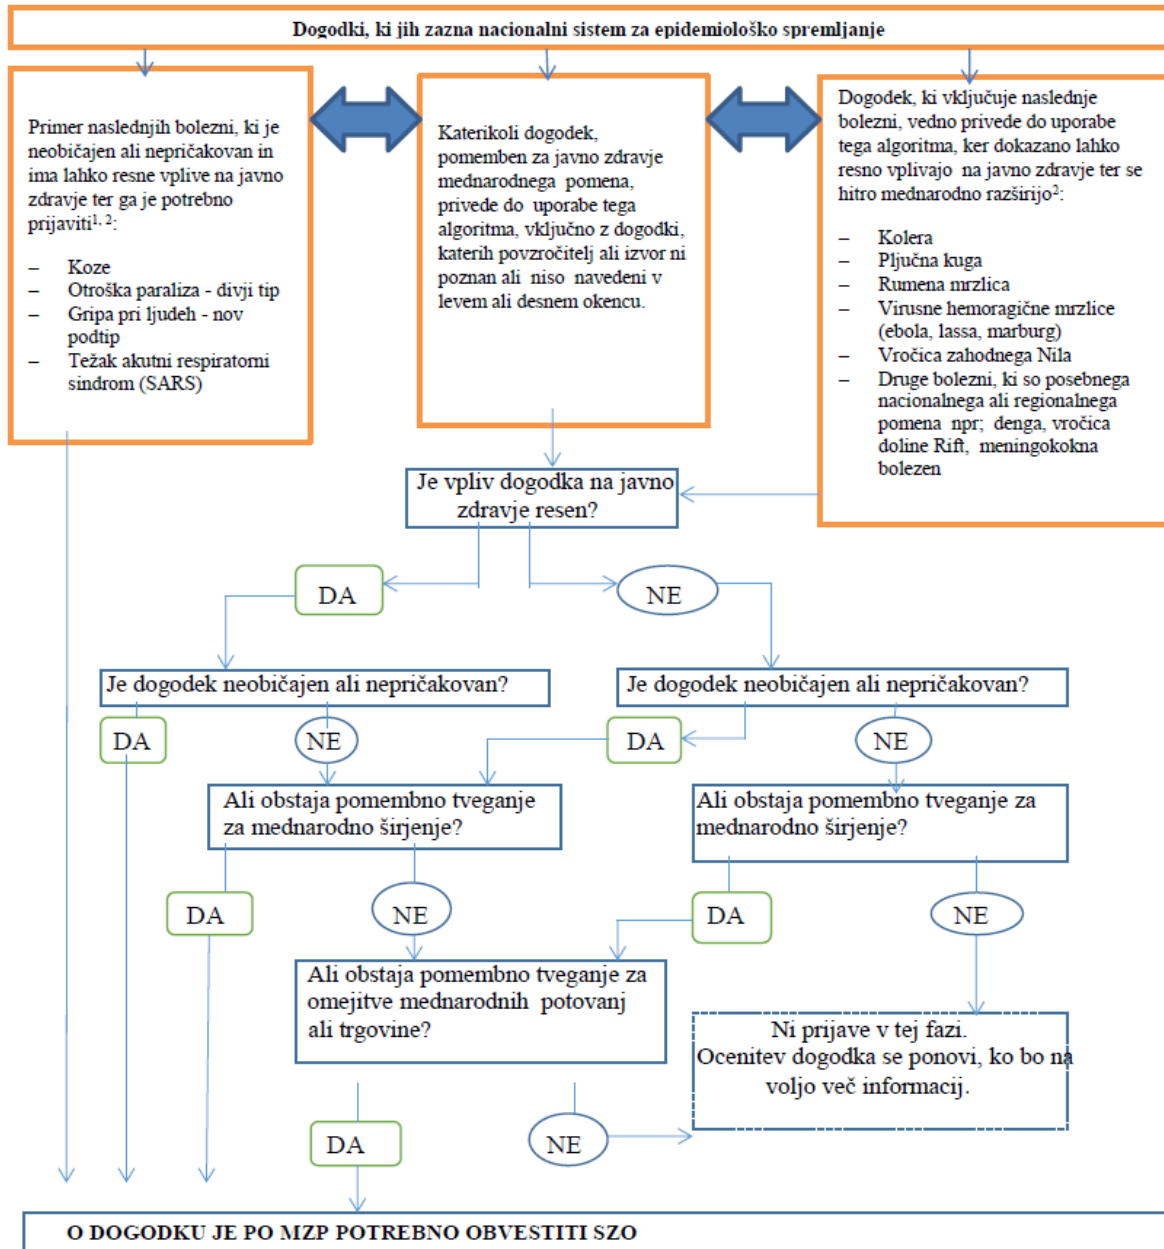 Dogodki, ki jih zazna nacionalni sistem za epidemiološko spremljanje
Primer naslednjih bolezni, ki je
neobičajen ali nepričakovan in
ima lahko resne vplive na javno
zdravje ter ga je potrebno
prijaviti1, 2:
– Koze
– Otroška paraliza - divji tip
– Gripa pri ljudeh - nov
podtip
– Težak akutni respiratorni
sindrom (SARS)
Katerikoli dogodek,
pomemben za javno zdravje
mednarodnega pomena,
privede do uporabe tega
algoritma, vključno z dogodki,
katerih povzročitelj ali izvor ni
poznan ali niso navedeni v
levem ali desnem okencu.
Dogodek, ki vključuje naslednje
bolezni, vedno privede do uporabe
tega algoritma, ker dokazano lahko
resno vplivajo na javno zdravje ter se
hitro mednarodno razširijo2:
– Kolera
– Pljučna kuga
– Rumena mrzlica
– Virusne hemoragične mrzlice
(ebola, lassa, marburg)
– Vročica zahodnega Nila
– Druge bolezni, ki so posebnega
nacionalnega ali regionalnega
pomena npr; denga, vročica
doline Rift, meningokokna
bolezen
Je vpliv dogodka na javno
zdravje resen?
DA
NE
Je dogodek neobičajen ali nepričakovan?
Je dogodek neobičajen ali nepričakovan?
DA
NE
DA
NE
Ali obstaja pomembno tveganje
za mednarodno širjenje?
Ali obstaja pomembno tveganje za
mednarodno širjenje?
DA
NE
DA
NE
Ali obstaja pomembno tveganje za
omejitve mednarodnih potovanj
ali trgovine?
Ni prijave v tej fazi.
Ocenitev dogodka se ponovi, ko bo na
voljo več informacij.
DA
NE
O DOGODKU JE PO MZP POTREBNO OBVESTITI SZO